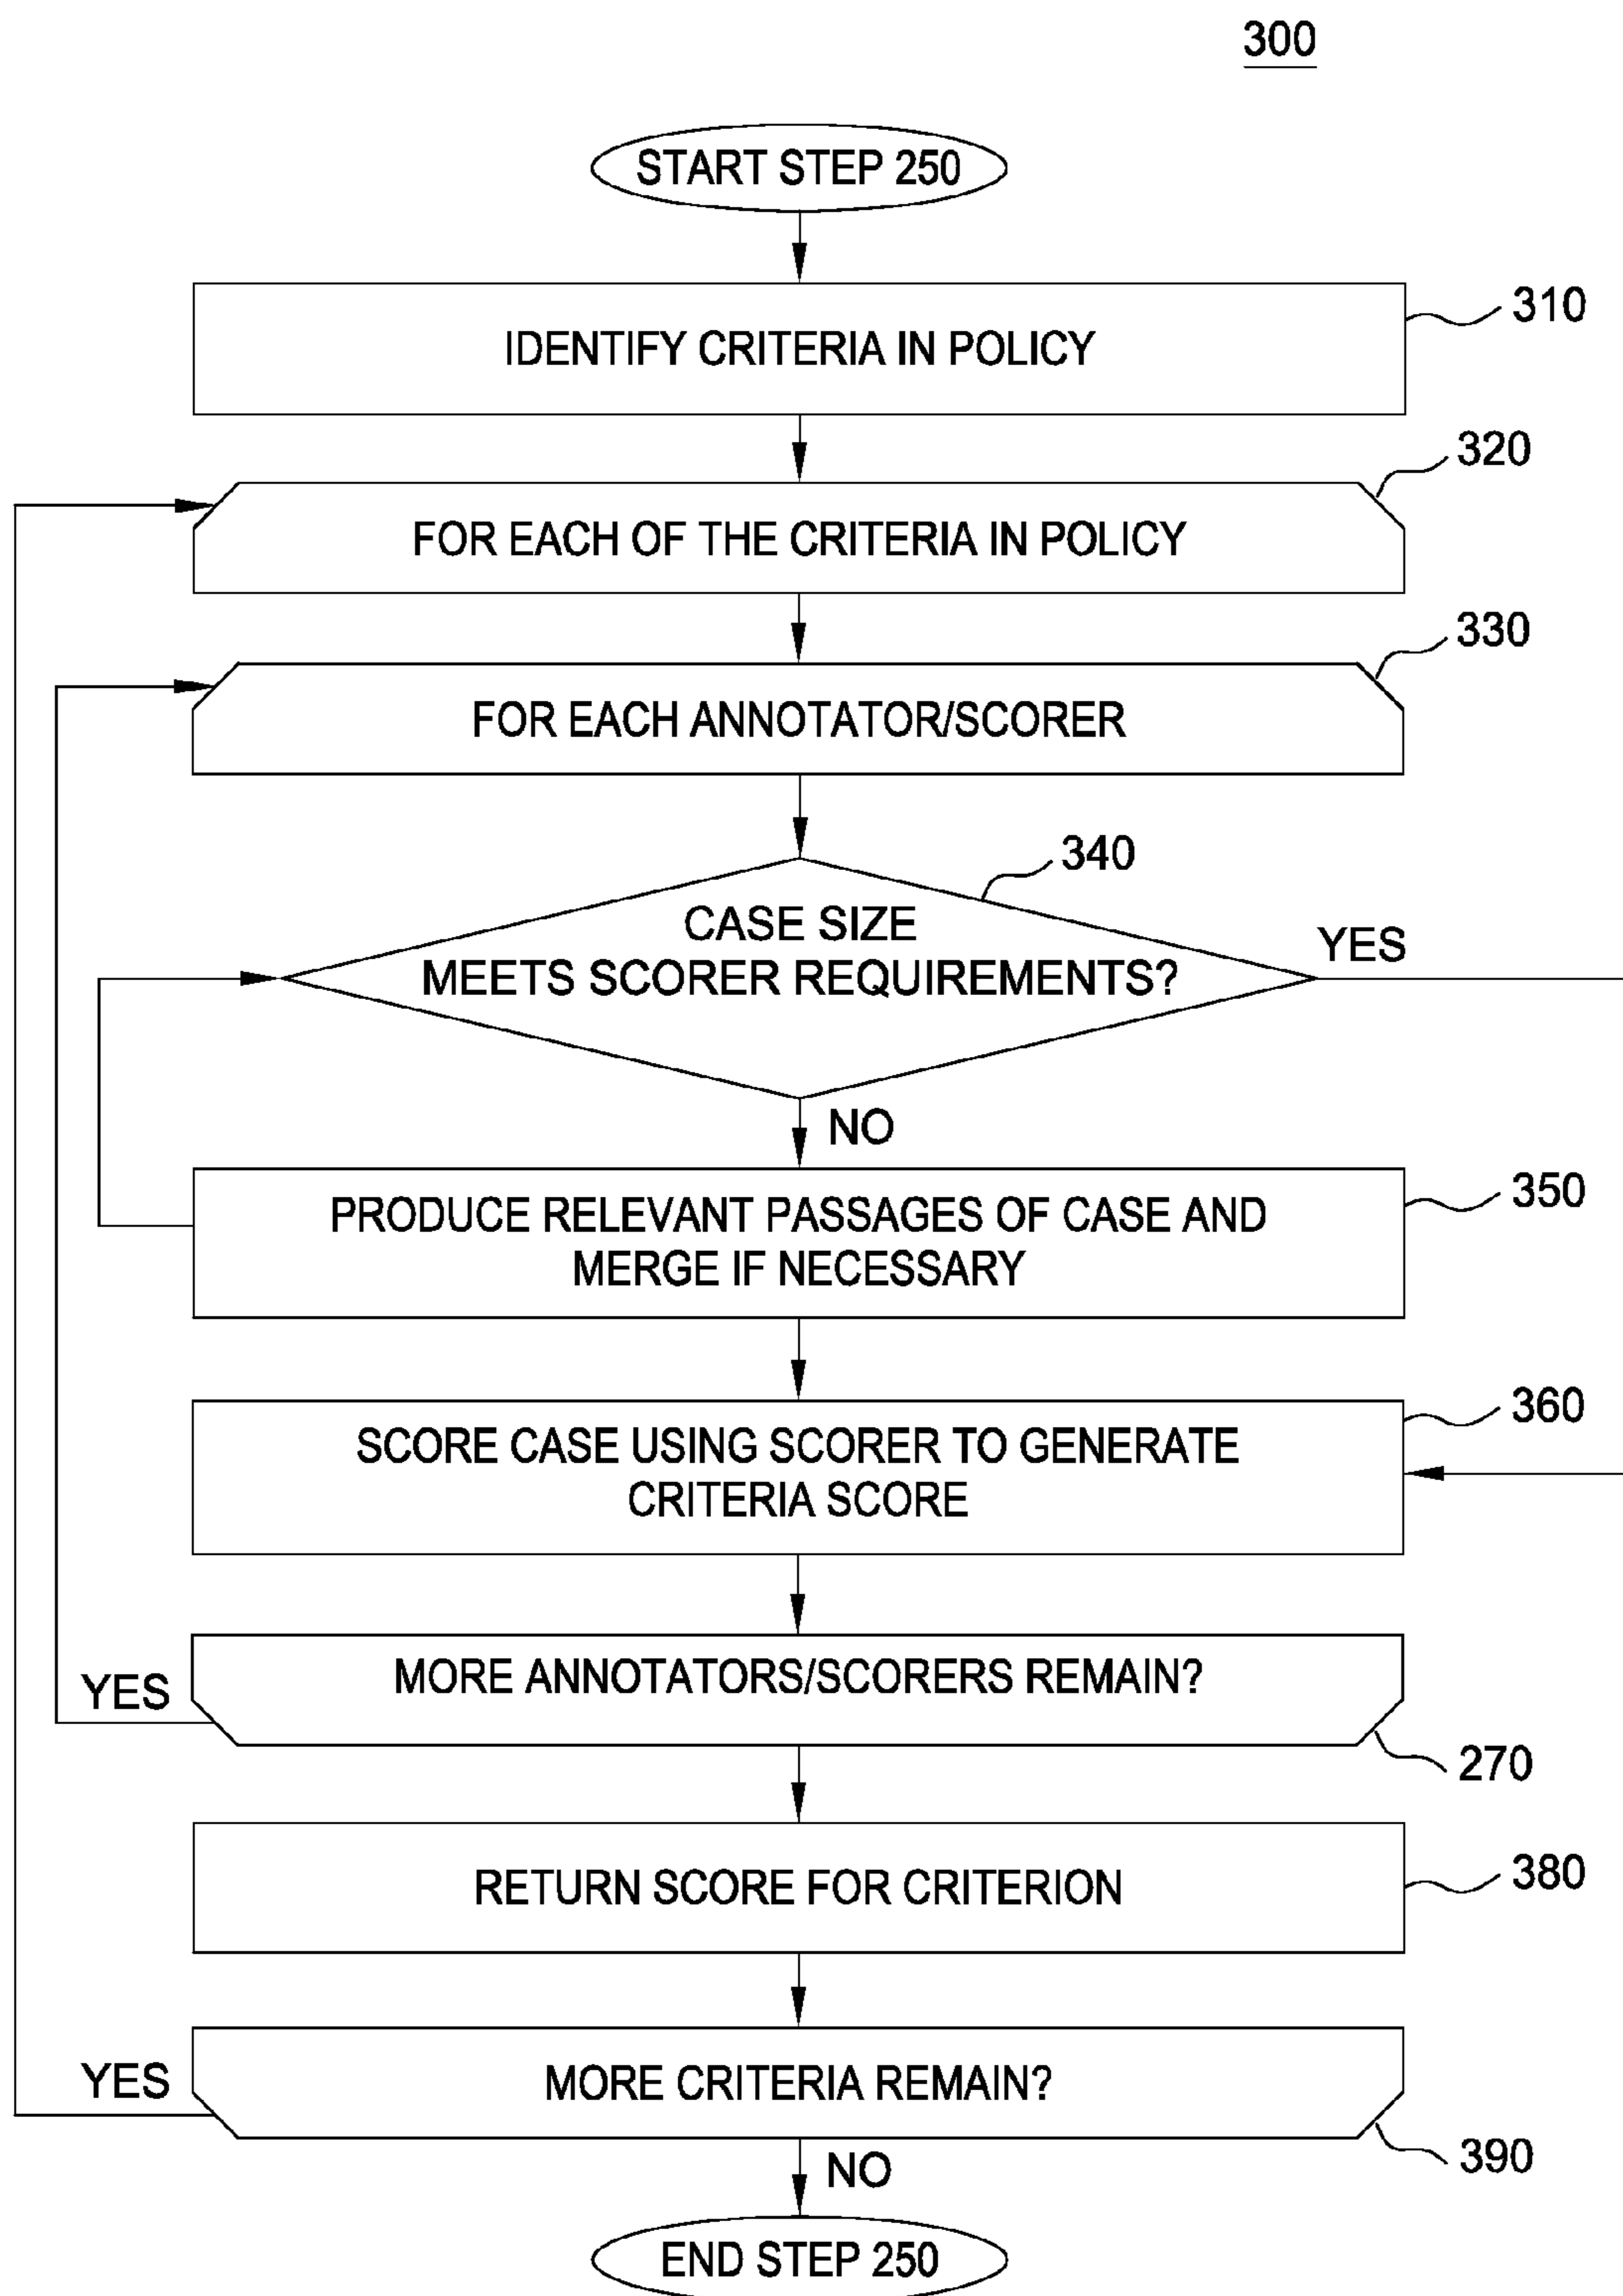 300
START STEP 250
310
IDENTIFY CRITERIA IN POLICY
320
FOR EACH OF THE CRITERIA IN POLICY
330
FOR EACH ANNOTATOR/SCORER
340
CASE SIZE
MEETS SCORER REQUIREMENTS?
YES
NO
350
PRODUCE RELEVANT PASSAGES OF CASE AND
MERGE IF NECESSARY
360
SCORE CASE USING SCORER TO GENERATE
CRITERIA SCORE
MORE ANNOTATORS/SCORERS REMAIN?
YES
270
RETURN SCORE FOR CRITERION
380
MORE CRITERIA REMAIN?
YES
390
NO
END STEP 250